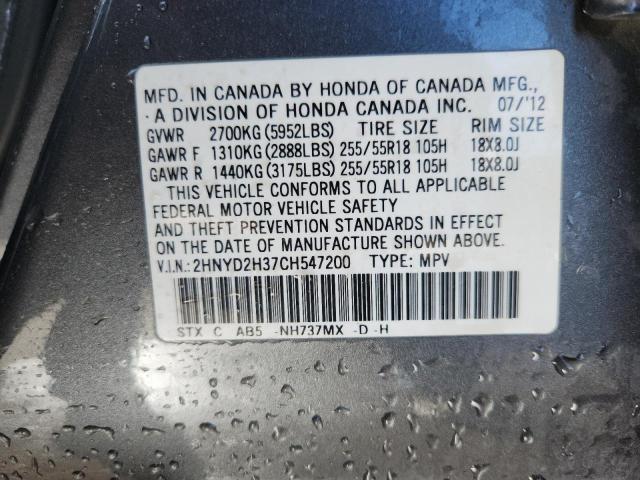 MFD. IN CANADA BY HONDA OF CANADA MFG.,
A DIVISION OF HONDA CANADA INC. 07/'12
GVWR 2700KG(5952LBS) TIRE SIZE RIM SIZE
GAWR F 1310KG(2888LBS) 255/55R18 105H 18X8.0J
GAWR R 1440KG(3175LBS) 255/55R18 105H 18X8.0J
THIS VEHICLE CONFORMS TO ALL APPLICABLE
FEDERAL MOTOR VEHICLE SAFETY
AND THEFT PREVENTION STANDARDS IN EFFECT
ON THE DATE OF MANUFACTURE SHOWN ABOVE.
V.I.N.: 2HNYD2H37CH547200 TYPE: MPV
STX C AB5 -NH737MX -D -H